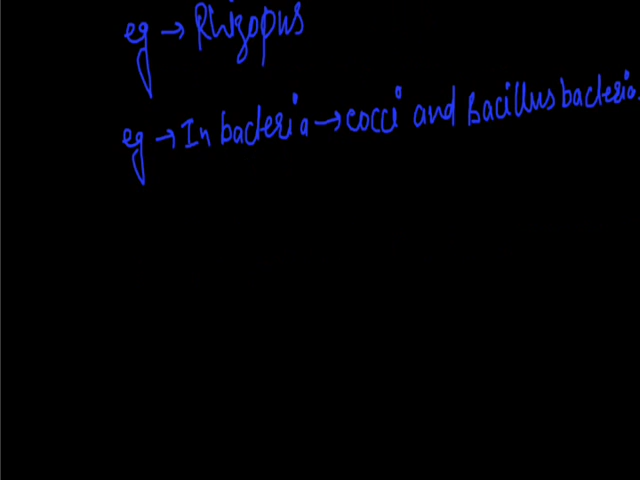 eg → Rhizopus
eg → In bacteria → cocci and Bacillus bacteria.